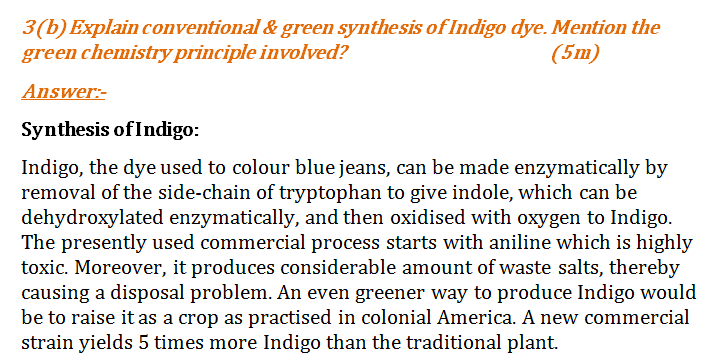 3(b) Explain conventional & green synthesis of Indigo dye. Mention the
green chemistry principle involved? (5m)
Answer:-
Synthesis of Indigo:
Indigo, the dye used to colour blue jeans, can be made enzymatically by
removal of the side-chain of tryptophan to give indole, which can be
dehydroxylated enzymatically, and then oxidised with oxygen to Indigo.
The presently used commercial process starts with aniline which is highly
toxic. Moreover, it produces considerable amount of waste salts, thereby
causing a disposal problem. An even greener way to produce Indigo would
be to raise it as a crop as practised in colonial America. A new commercial
strain yields 5 times more Indigo than the traditional plant.